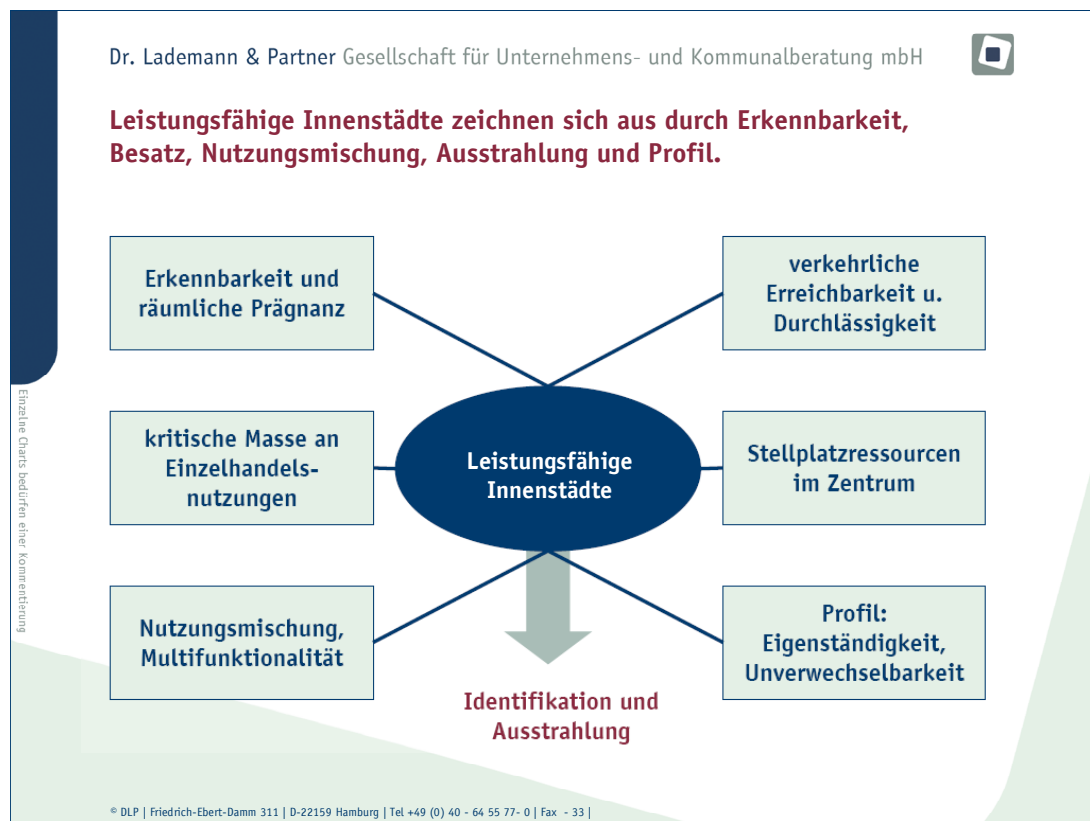 Dr. Lademann & Partner Gesellschaft für Unternehmens- und Kommunalberatung mbH
Leistungsfähige Innenstädte zeichnen sich aus durch Erkennbarkeit,
Besatz, Nutzungsmischung, Ausstrahlung und Profil.
Erkennbarkeit und
räumliche Prägnanz
verkehrliche
Erreichbarkeit u.
Durchlässigkeit
kritische Masse an
Einzelhandels-
nutzungen
Leistungsfähige
Innenstädte
Stellplatzressourcen
im Zentrum
Nutzungsmischung,
Multifunktionalität
Profil:
Eigenständigkeit,
Unverwechselbarkeit
Identifikation und
Ausstrahlung
Einzelne Charts bedürfen einer Kommentierung
© DLP | Friedrich-Ebert-Damm 311 | D-22159 Hamburg | Tel +49 (0) 40 - 64 55 77- 0 | Fax - 33 |